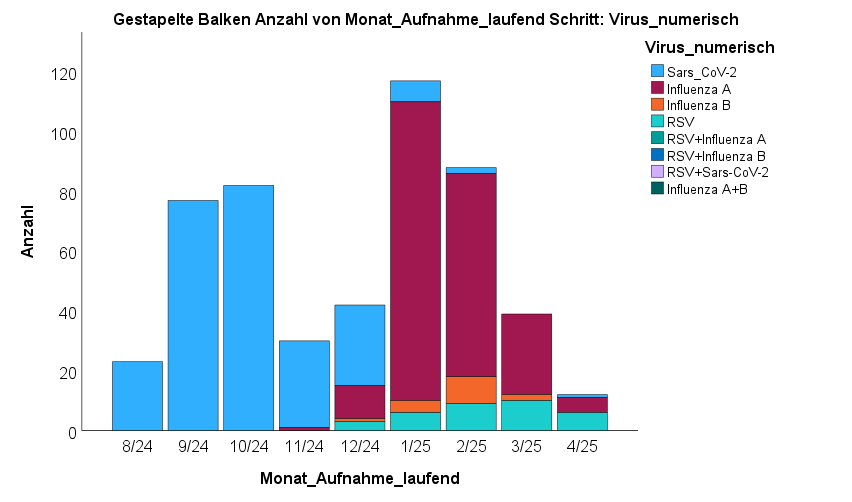 Gestapelte Balken Anzahl von Monat_Aufnahme_laufend Schritt: Virus_numerisch
Virus_numerisch
Sars_CoV-2
Influenza A
Influenza B
RSV
RSV+Influenza A
RSV+Influenza B
RSV+Sars-CoV-2
Influenza A+B
Anzahl
120
100
80
60
40
20
0
8/24 9/24 10/24 11/24 12/24 1/25 2/25 3/25 4/25
Monat_Aufnahme_laufend